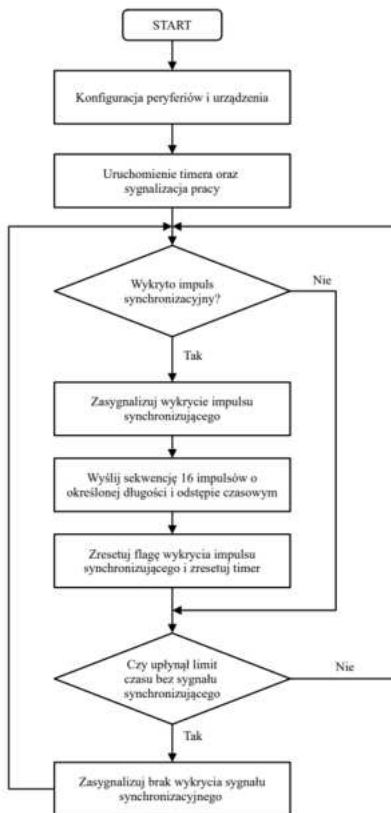 START
Konfiguracja peryferiów i urządzenia
Uruchomienie timera oraz
sygnalizacja pracy
Wykryto impuls
synchronizacyjny?
Nie
Tak
Zasygnalizuj wykrycie impulsu
synchronizującego
Wyślij sekwencję 16 impulsów o
określonej długości i odstępie czasowym
Zresetuj flagę wykrycia impulsu
synchronizującego i zresetuj timer
Czy upłynął limit
czasu bez sygnału
synchronizującego
Nie
Tak
Zasygnalizuj brak wykrycia sygnału
synchronizacyjnego